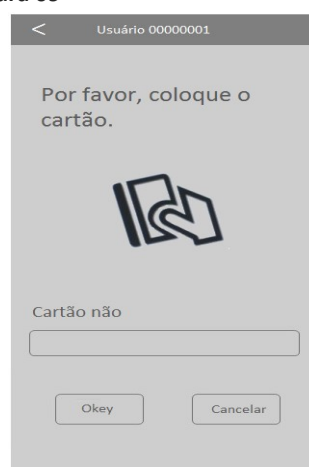 < Usuário 00000001
Por favor, coloque o
cartão.
Cartão não
Okey
Cancelar